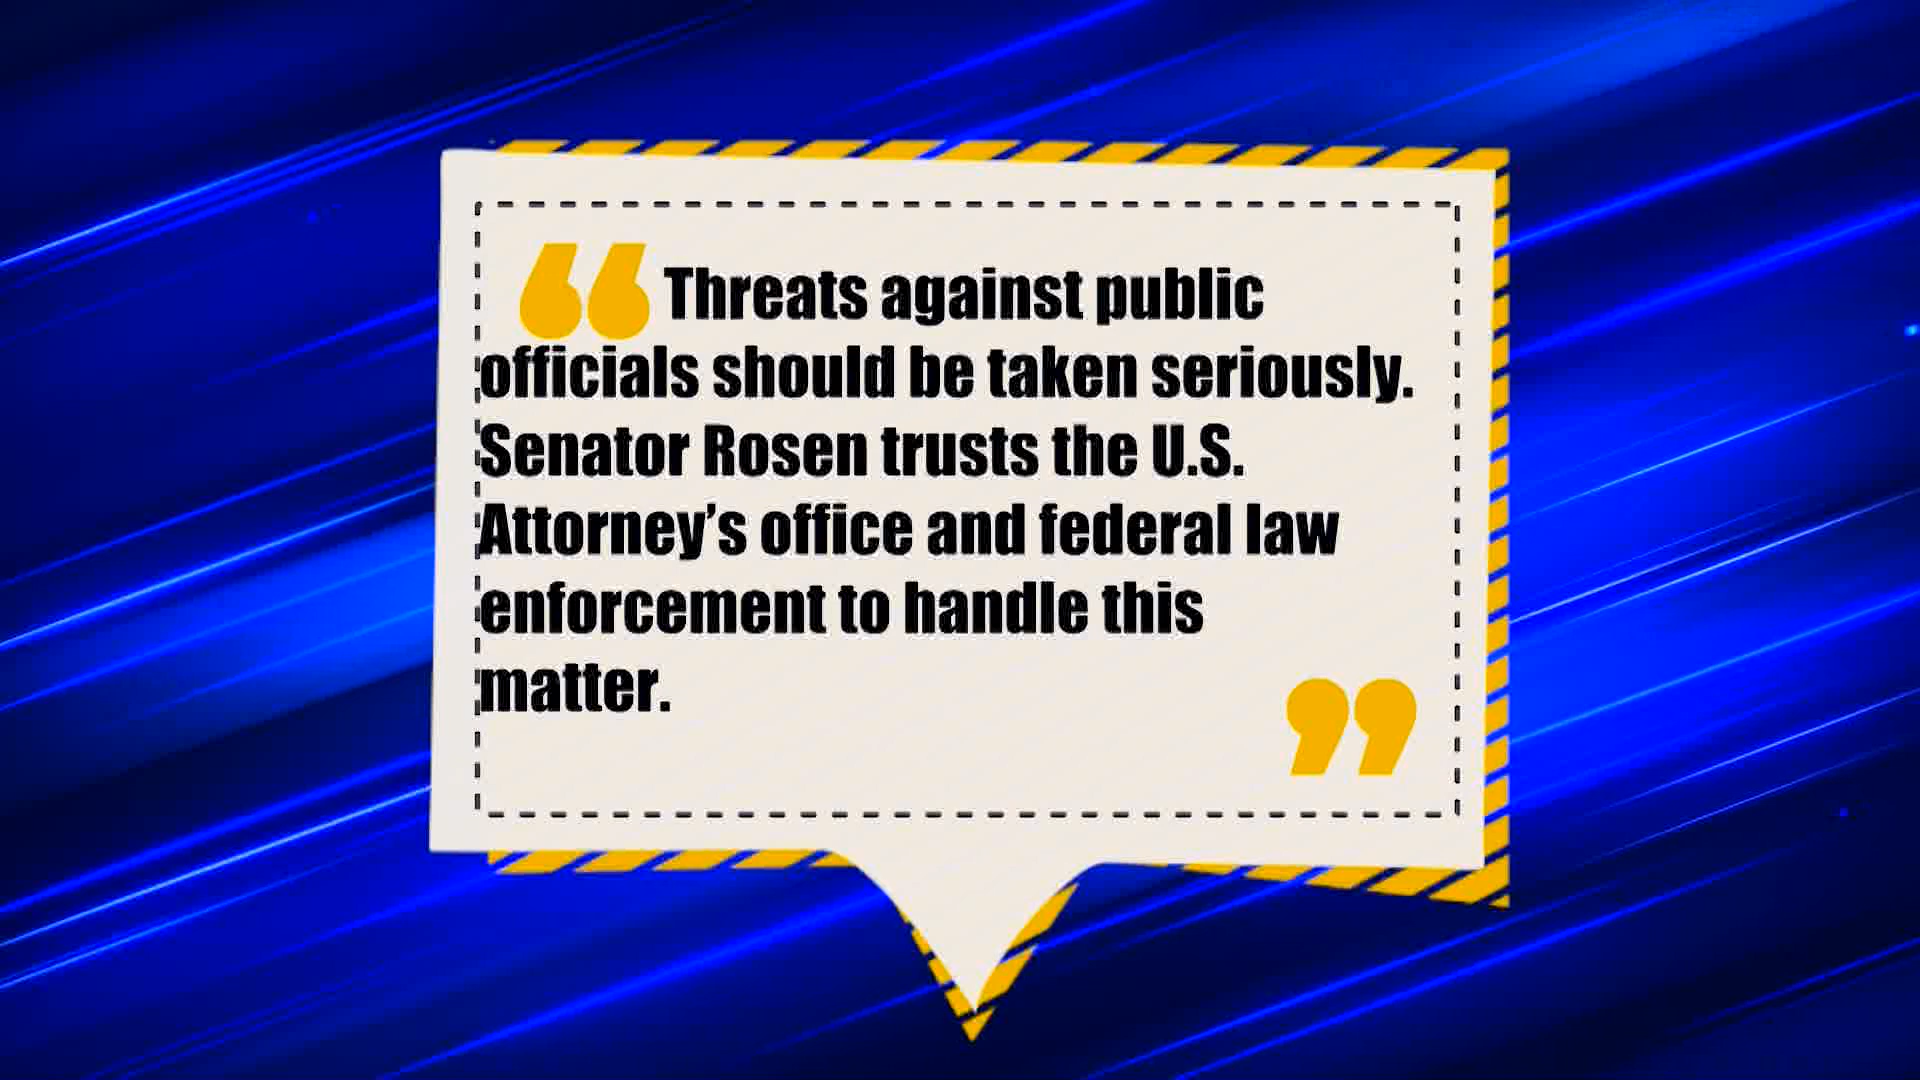 “Threats against public
officials should be taken seriously.
Senator Rosen trusts the U.S.
Attorney’s office and federal law
enforcement to handle this
matter.”